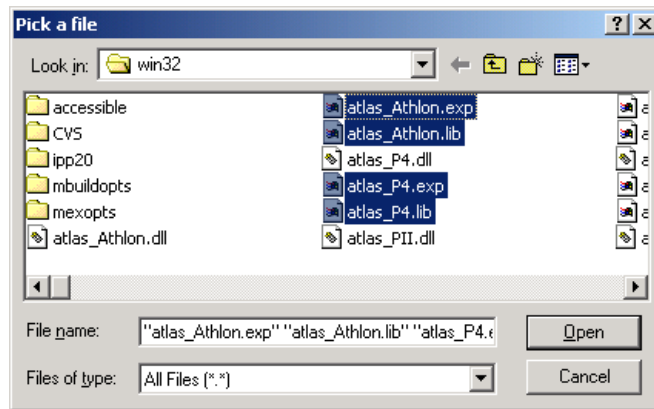 Pick a file
Look in: win32
accessible atlas_Athlon.exp a
CVS atlas_Athlon.lib a
ipp20 atlas_P4.dll a
mbuildopts atlas_P4.exp a
mexopts atlas_P4.lib a
atlas_Athlon.dll atlas_PII.dll a
File name: "atlas_Athlon.exp" "atlas_Athlon.lib" "atlas_P4.e Open
Files of type: All Files (*.*) Cancel